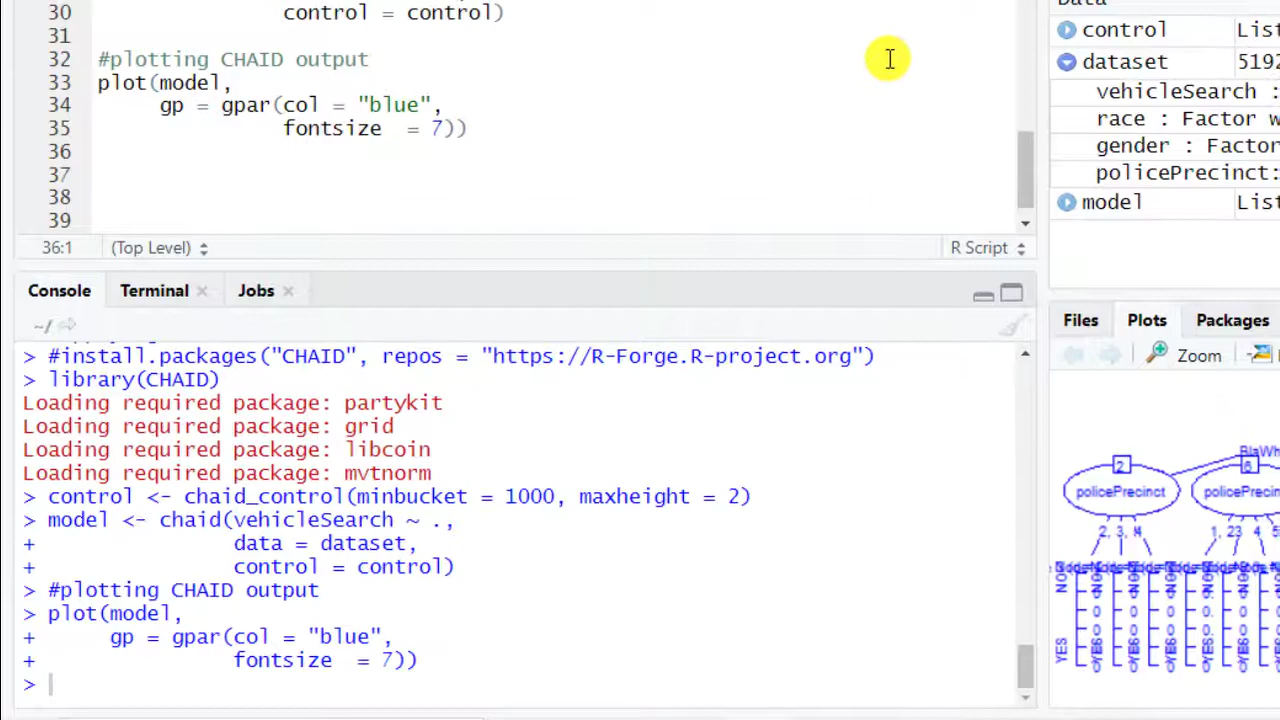 30 control = control)
31
32 #plotting CHAID output
33 plot(model,
34 gp = gpar(col = "blue",
35 fontsize = 7))
36
37
38
39
36:1 (Top Level) R Script
Console Terminal Jobs
~/
> #install.packages("CHAID", repos = "https://R-Forge.R-project.org")
> library(CHAID)
Loading required package: partykit
Loading required package: grid
Loading required package: libcoin
Loading required package: mvtnorm
> control <- chaid_control(minbucket = 1000, maxheight = 2)
> model <- chaid(vehicleSearch ~ .,
+ data = dataset,
+ control = control)
> #plotting CHAID output
> plot(model,
+ gp = gpar(col = "blue",
+ fontsize = 7))
>
Data
control List
dataset 5192
vehicleSearch :
race : Factor w
gender : Factor
policePrecinct:
model List
Files Plots Packages
Zoom
2 6
policePrecinct policePrecin
YES